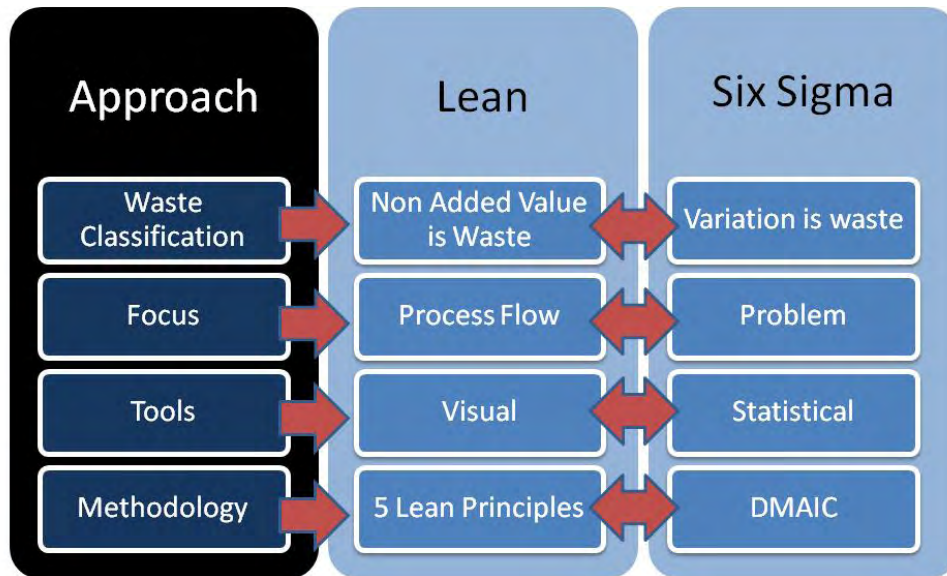 Approach
Lean
Six Sigma
Waste
Classification
Non Added Value
is Waste
Variation is waste
Focus
Process Flow
Problem
Tools
Visual
Statistical
Methodology
5 Lean Principles
DMAIC